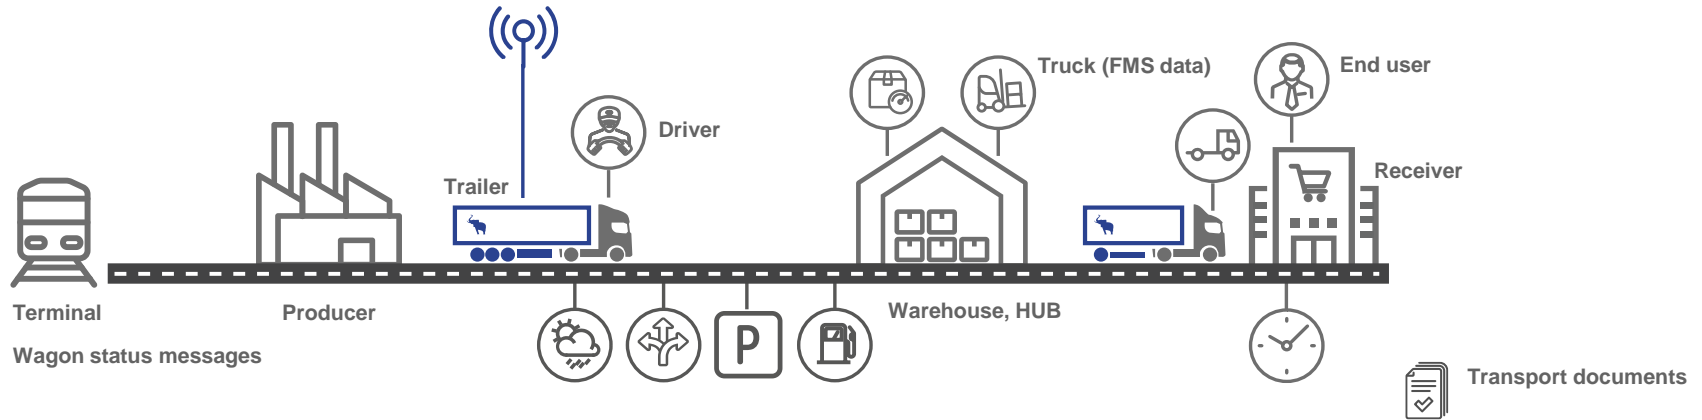 Truck (FMS data)
End user
Driver
Receiver
Trailer
Terminal
Producer
Warehouse, HUB
P
Wagon status messages
Transport documents